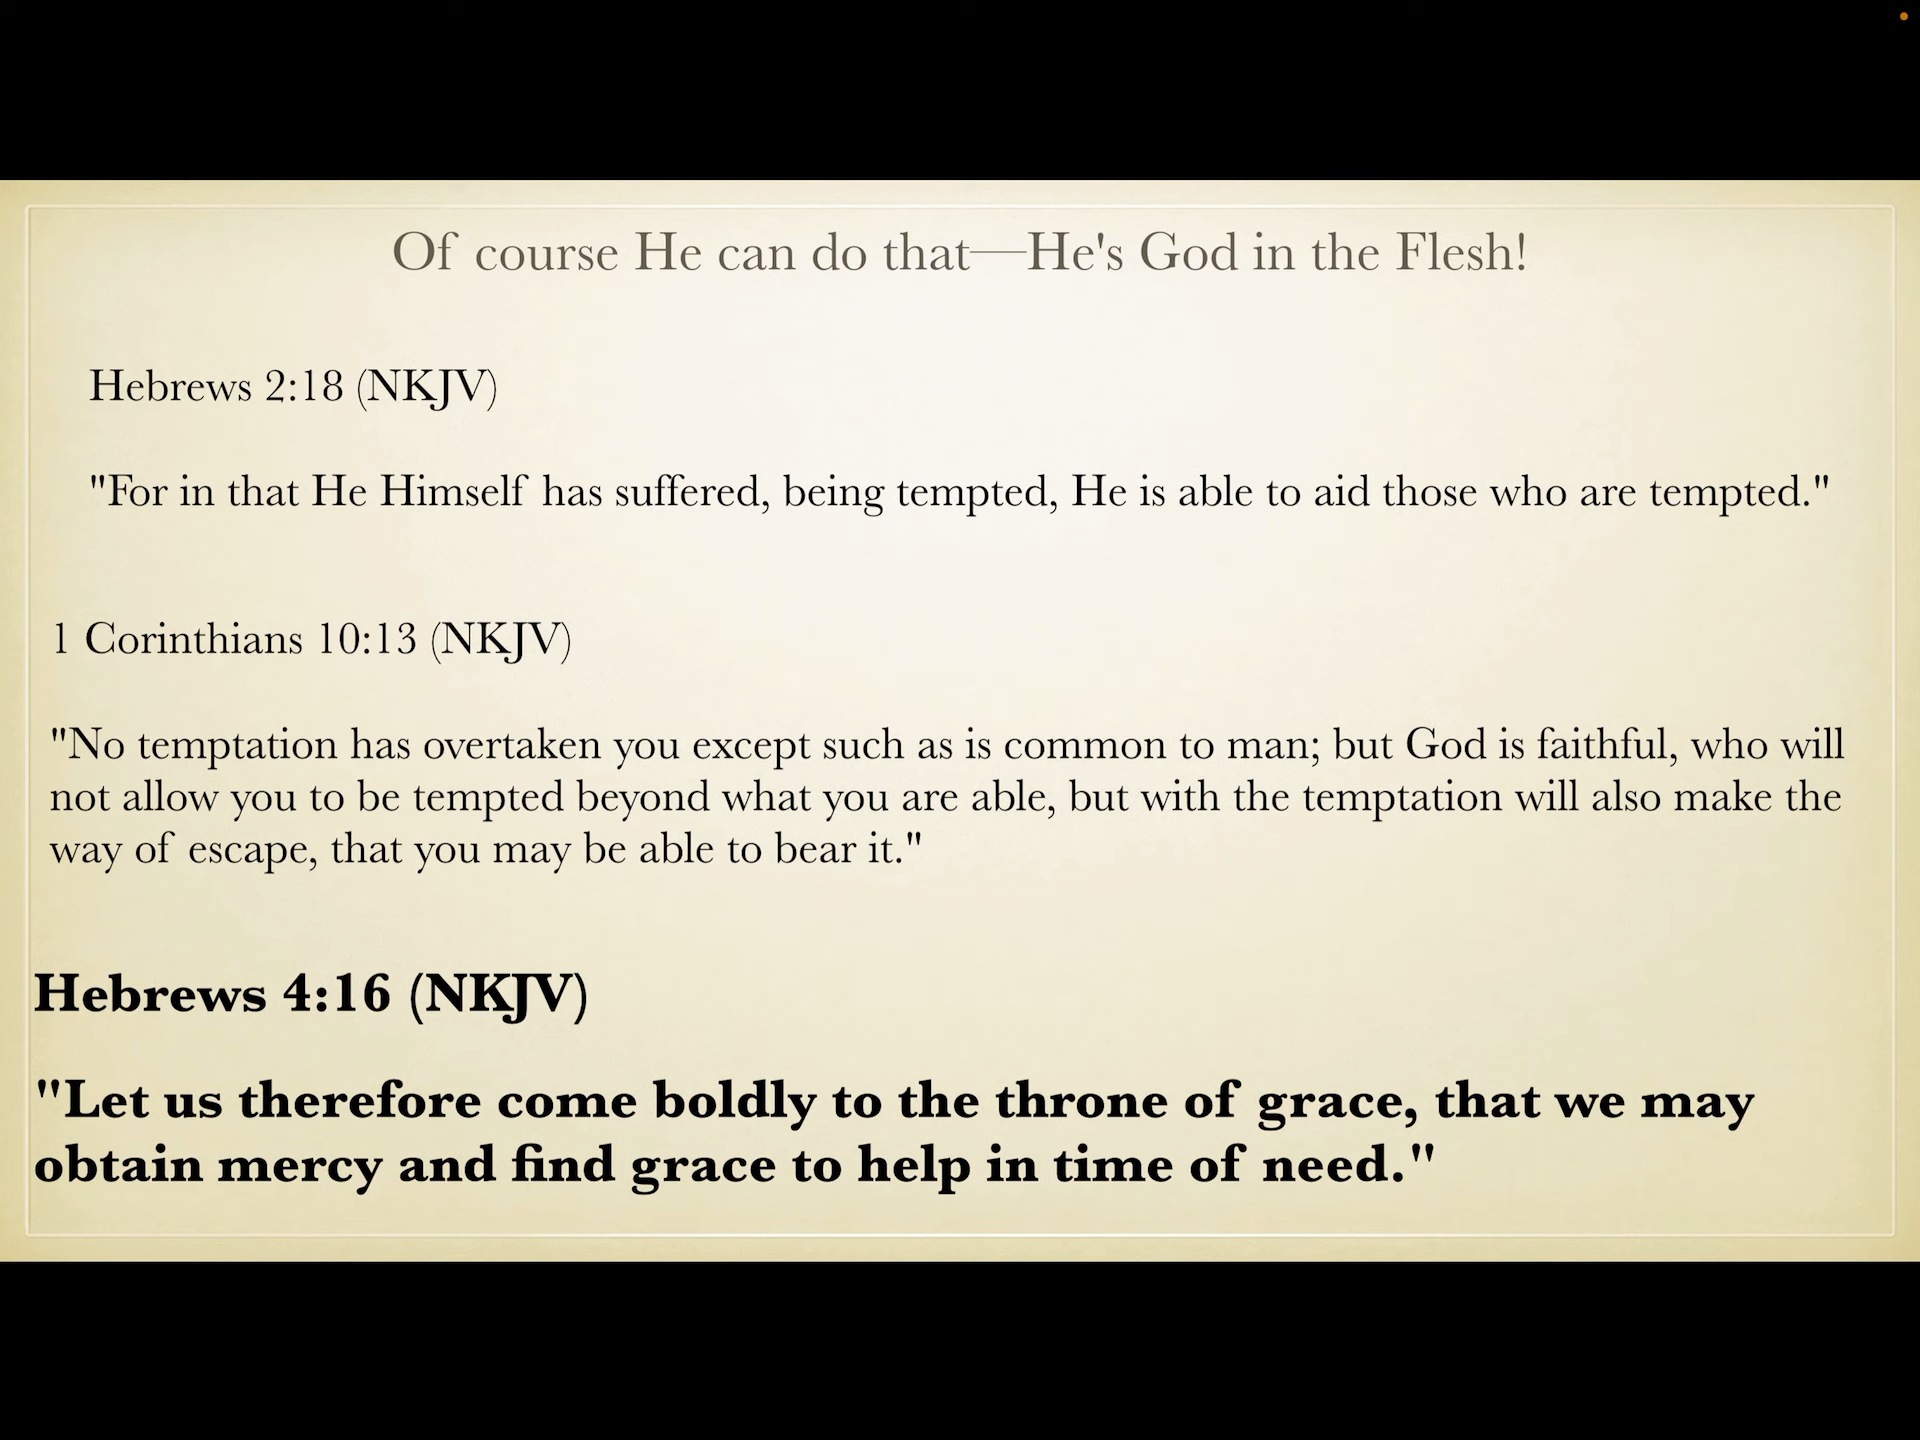 Of course He can do that—He's God in the Flesh!
Hebrews 2:18 (NKJV)
"For in that He Himself has suffered, being tempted, He is able to aid those who are tempted."
1 Corinthians 10:13 (NKJV)
"No temptation has overtaken you except such as is common to man; but God is faithful, who will
not allow you to be tempted beyond what you are able, but with the temptation will also make the
way of escape, that you may be able to bear it."
Hebrews 4:16 (NKJV)
"Let us therefore come boldly to the throne of grace, that we may
obtain mercy and find grace to help in time of need."